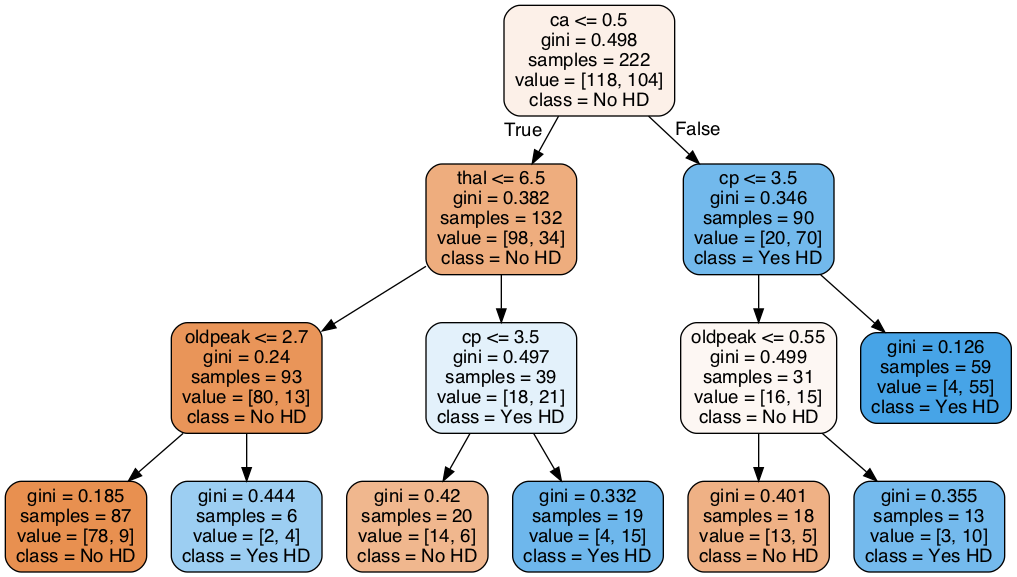 ca <= 0.5
gini = 0.498
samples = 222
value = [118, 104]
class = No HD
True
False
thal <= 6.5
gini = 0.382
samples = 132
value = [98, 34]
class = No HD
cp <= 3.5
gini = 0.346
samples = 90
value = [20, 70]
class = Yes HD
oldpeak <= 2.7
gini = 0.24
samples = 93
value = [80, 13]
class = No HD
cp <= 3.5
gini = 0.497
samples = 39
value = [18, 21]
class = Yes HD
oldpeak <= 0.55
gini = 0.499
samples = 31
value = [16, 15]
class = No HD
gini = 0.126
samples = 59
value = [4, 55]
class = Yes HD
gini = 0.185
samples = 87
value = [78, 9]
class = No HD
gini = 0.444
samples = 6
value = [2, 4]
class = Yes HD
gini = 0.42
samples = 20
value = [14, 6]
class = No HD
gini = 0.332
samples = 19
value = [4, 15]
class = Yes HD
gini = 0.401
samples = 18
value = [13, 5]
class = No HD
gini = 0.355
samples = 13
value = [3, 10]
class = Yes HD